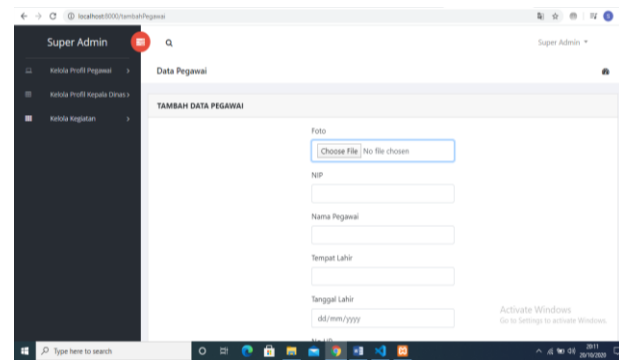 localhost:8000/tambahPegawai
Super Admin
Super Admin
Kelola Profil Pegawai
Data Pegawai
Kelola Profil Kepala Dinas
TAMBAH DATA PEGAWAI
Kelola Kegiatan
Foto
Choose File No file chosen
NIP
Nama Pegawai
Tempat Lahir
Tanggal Lahir
dd/mm/yyyy
Activate Windows
Go to Settings to activate Windows.
Type here to search
20:11
20/10/2020